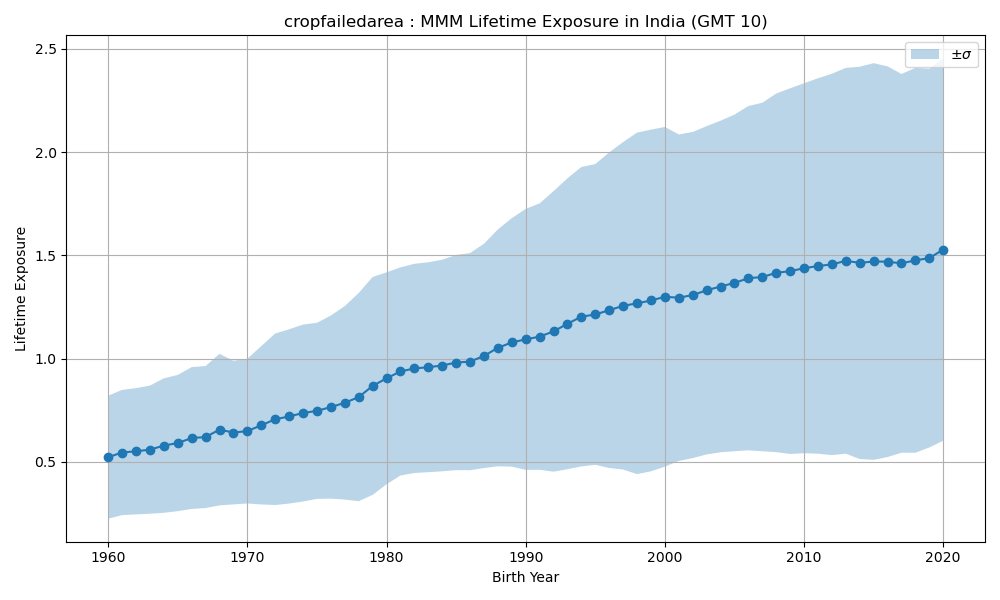 cropfailedarea : MMM Lifetime Exposure in India (GMT 10)
±σ
Lifetime Exposure
2.5
2.0
1.5
1.0
0.5
1960 1970 1980 1990 2000 2010 2020
Birth Year